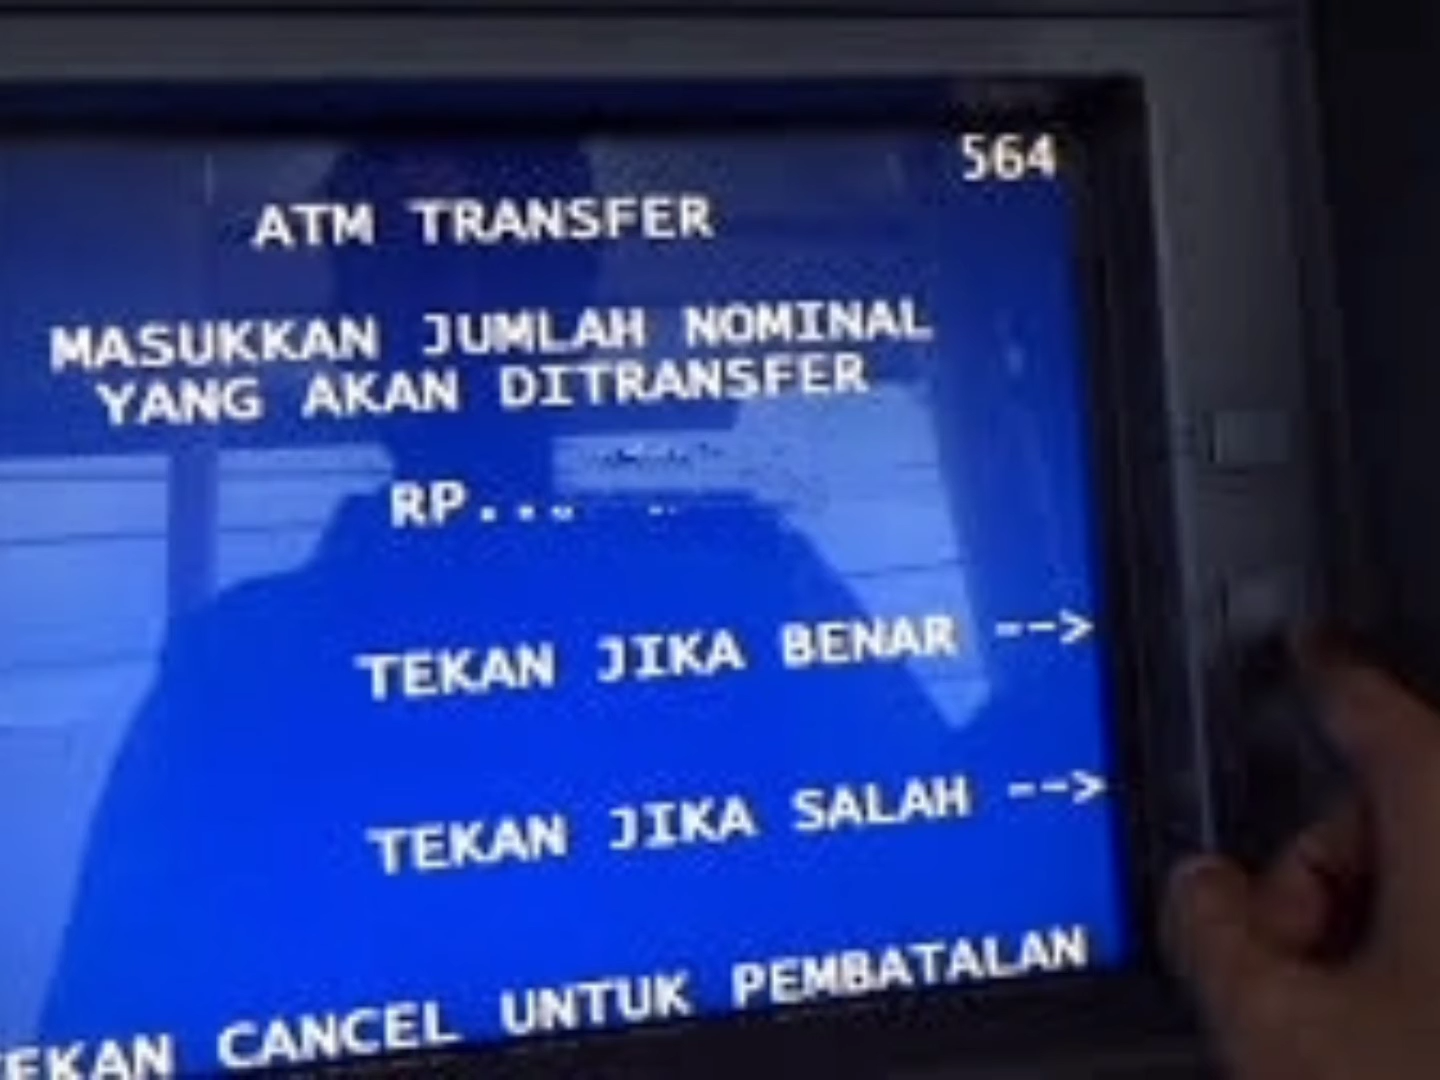 564
ATM TRANSFER
MASUKKAN JUMLAH NOMINAL
YANG AKAN DITRANSFER
RP...
TEKAN JIKA BENAR -->
TEKAN JIKA SALAH -->
TEKAN CANCEL UNTUK PEMBATALAN